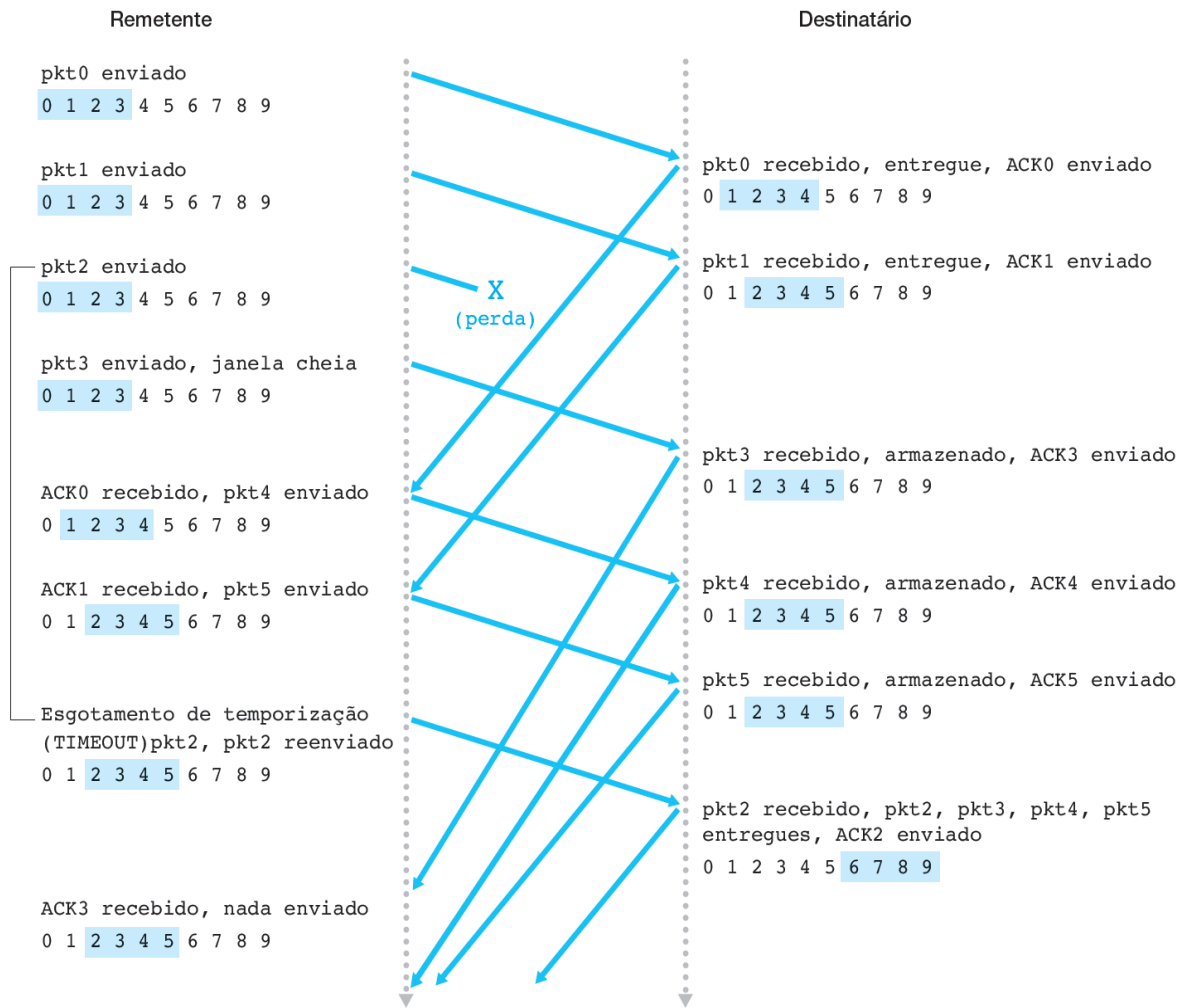 Remetente
Destinatário
pkt0 enviado
0 1 2 3 4 5 6 7 8 9
pkt0 recebido, entregue, ACK0 enviado
0 1 2 3 4 5 6 7 8 9
pkt1 enviado
0 1 2 3 4 5 6 7 8 9
pkt1 recebido, entregue, ACK1 enviado
0 1 2 3 4 5 6 7 8 9
pkt2 enviado
0 1 2 3 4 5 6 7 8 9
X
(perda)
pkt3 enviado, janela cheia
0 1 2 3 4 5 6 7 8 9
pkt3 recebido, armazenado, ACK3 enviado
0 1 2 3 4 5 6 7 8 9
ACK0 recebido, pkt4 enviado
0 1 2 3 4 5 6 7 8 9
pkt4 recebido, armazenado, ACK4 enviado
0 1 2 3 4 5 6 7 8 9
ACK1 recebido, pkt5 enviado
0 1 2 3 4 5 6 7 8 9
pkt5 recebido, armazenado, ACK5 enviado
0 1 2 3 4 5 6 7 8 9
Esgotamento de temporização
(TIMEOUT)pkt2, pkt2 reenviado
0 1 2 3 4 5 6 7 8 9
pkt2 recebido, pkt2, pkt3, pkt4, pkt5
entregues, ACK2 enviado
0 1 2 3 4 5 6 7 8 9
ACK3 recebido, nada enviado
0 1 2 3 4 5 6 7 8 9